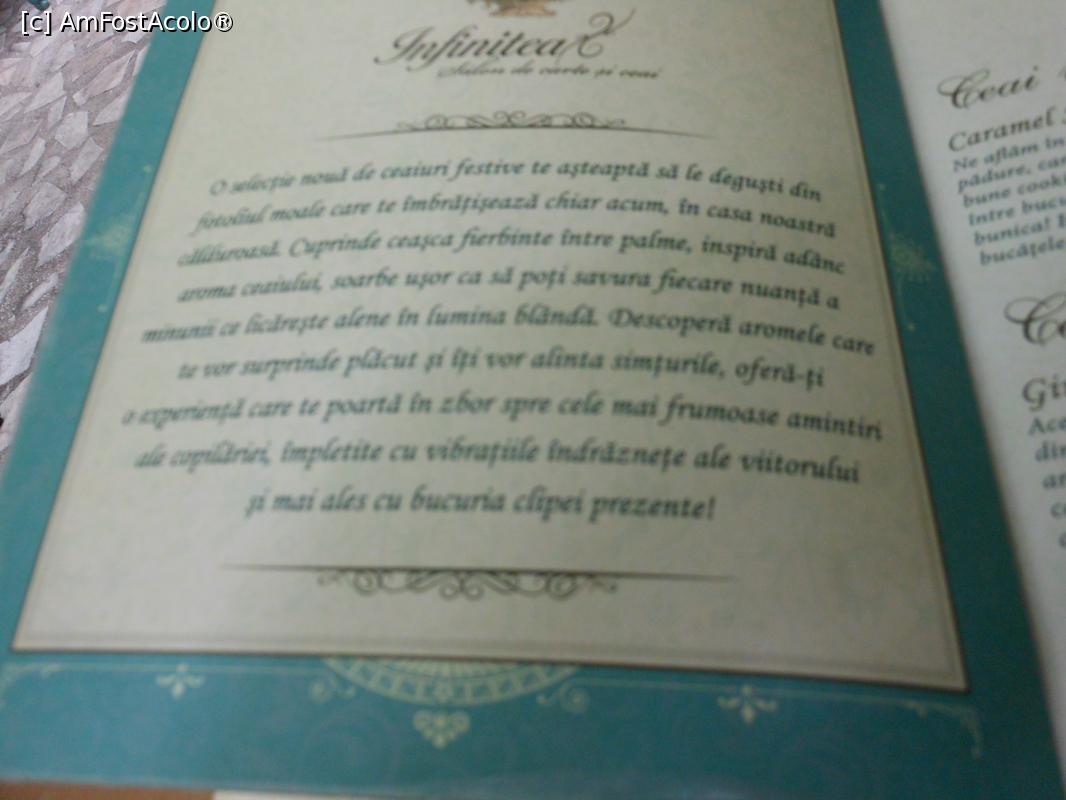 [c] AmFostAcolo®
Infinitea
Salon de carte și ceai
O selecție nouă de ceaiuri festive te așteaptă să le deguști din
fotoliul moale care te îmbrățișează chiar acum, în casa noastră
călduroasă. Cuprinde ceașca fierbinte între palme, inspiră adânc
aroma ceaiului, soarbe ușor ca să poți savura fiecare nuanță a
minunii ce licărește alene în lumina blândă. Descoperă aromele care
te vor surprinde plăcut și îți vor alinta simțurile, oferă-ți
o experiență care te poartă în zbor spre cele mai frumoase amintiri
ale copilăriei, împletite cu vibrațiile îndrăznețe ale viitorului
și mai ales cu bucuria clipei prezente!
Ceai
Caramel
Ne aflăm în
pădure,
bune
între
bunica!